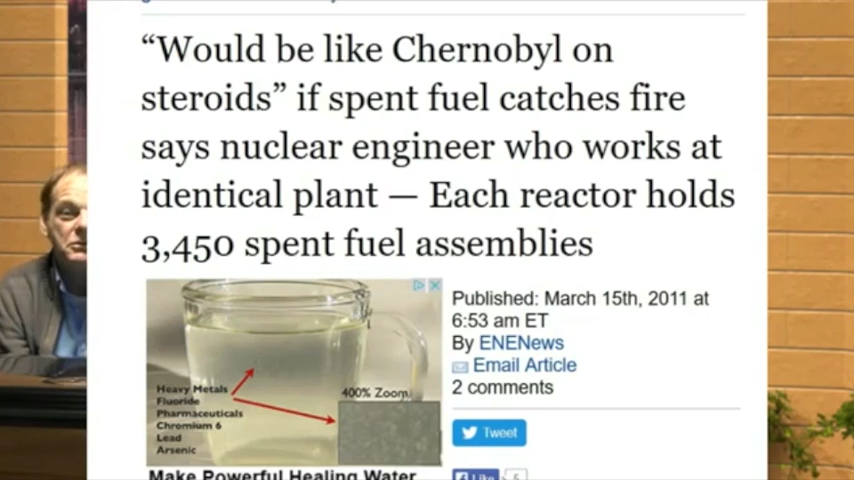 “Would be like Chernobyl on
steroids” if spent fuel catches fire
says nuclear engineer who works at
identical plant — Each reactor holds
3,450 spent fuel assemblies
Heavy Metals
Fluoride
Pharmaceuticals
Chromium 6
Lead
Arsenic
400% Zoom
Make Powerful Healing Water
Published: March 15th, 2011 at
6:53 am ET
By ENENews
Email Article
2 comments
Tweet
Like 5